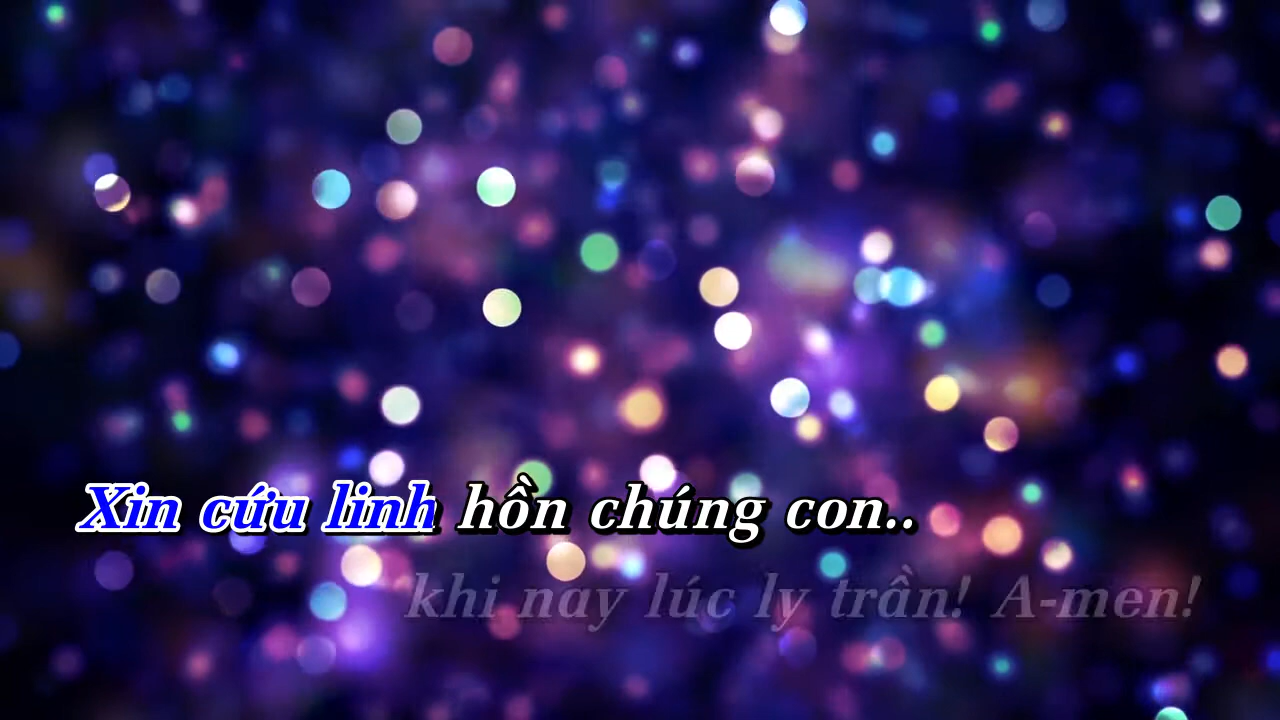 Xin cứu linh hồn chúng con..
khi nay lúc ly trần! A-men!